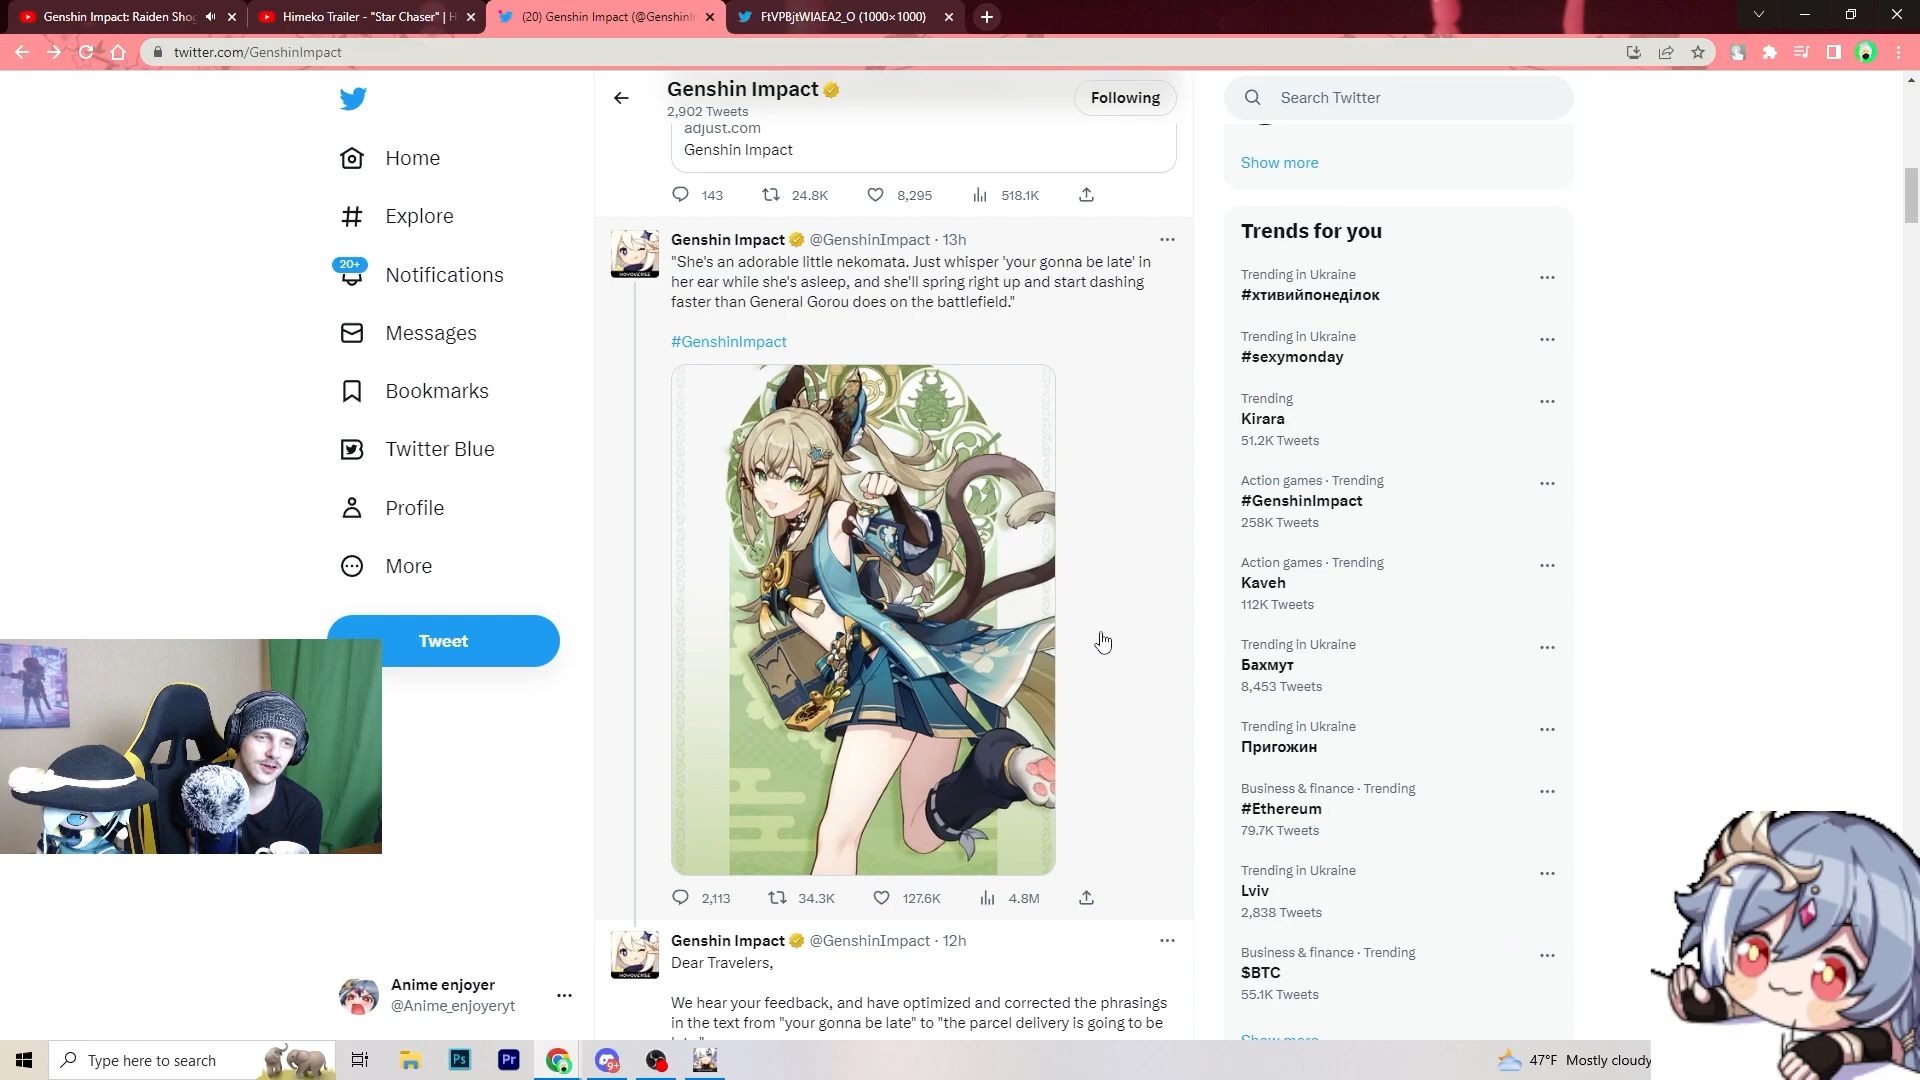 Genshin Impact: Raiden Shog
Himeko Trailer - "Star Chaser" | H
(20) Genshin Impact (@GenshinIr
FtVPBjtWIAEA2_O (1000×1000)
twitter.com/GenshinImpact
Genshin Impact
2,902 Tweets
Following
Search Twitter
Home
Explore
20+
Notifications
Messages
Bookmarks
Twitter Blue
Profile
More
Tweet
Anime enjoyer
@Anime_enjoyeryt
adjust.com
Genshin Impact
143
24.8K
8,295
518.1K
Genshin Impact @GenshinImpact · 13h
"She's an adorable little nekomata. Just whisper 'your gonna be late' in
her ear while she's asleep, and she'll spring right up and start dashing
faster than General Gorou does on the battlefield."
#GenshinImpact
2,113
34.3K
127.6K
4.8M
HOYOVERSE
Genshin Impact @GenshinImpact · 12h
Dear Travelers,
We hear your feedback, and have optimized and corrected the phrasings
in the text from "your gonna be late" to "the parcel delivery is going to be
HOYOVERSE
Show more
Trends for you
Trending in Ukraine
#хтивийпонеділок
Trending in Ukraine
#sexymonday
Trending
Kirara
51.2K Tweets
Action games · Trending
#GenshinImpact
258K Tweets
Action games · Trending
Kaveh
112K Tweets
Trending in Ukraine
Бахмут
8,453 Tweets
Trending in Ukraine
Пригожин
Business & finance · Trending
#Ethereum
79.7K Tweets
Trending in Ukraine
Lviv
2,838 Tweets
Business & finance · Trending
$BTC
55.1K Tweets
Show more
Type here to search
Ps
Pr
9+
47°F Mostly cloudy